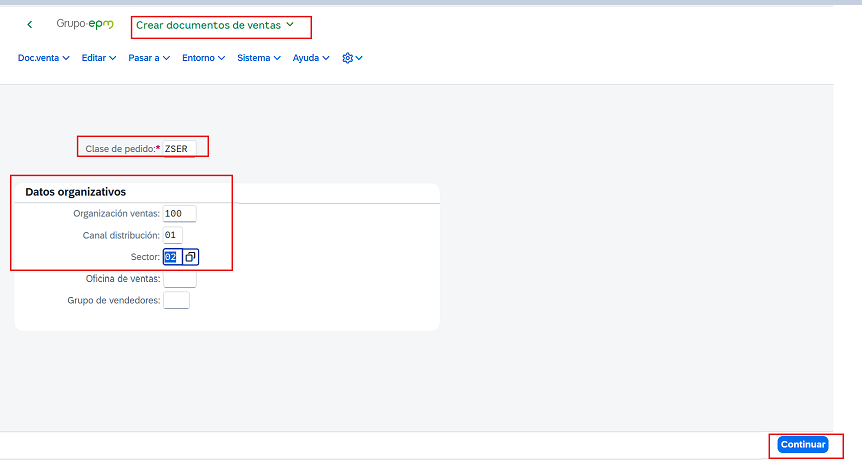 Grupo·epm Crear documentos de ventas
Doc.venta Editar Pasar a Entorno Sistema Ayuda
Clase de pedido:* ZSER
Datos organizativos
Organización ventas: 100
Canal distribución: 01
Sector: 02
Oficina de ventas:
Grupo de vendedores:
Continuar